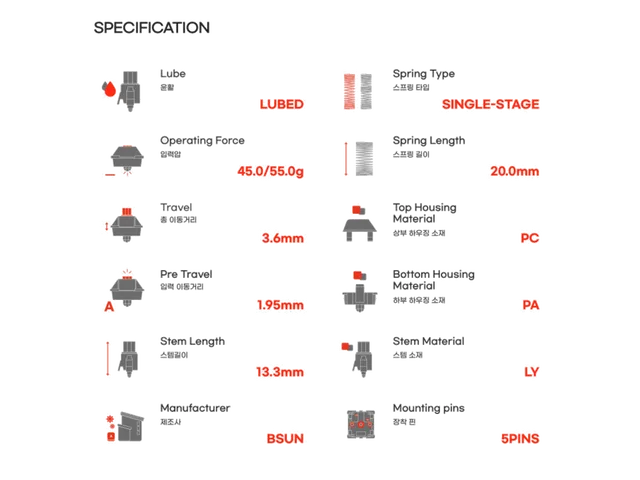 SPECIFICATION
Lube
윤활
LUBED
Spring Type
스프링 타입
SINGLE-STAGE
Operating Force
입력압
45.0/55.0g
Spring Length
스프링 길이
20.0mm
Travel
총 이동거리
3.6mm
Top Housing
Material
상부 하우징 소재
PC
Pre Travel
입력 이동거리
A
1.95mm
Bottom Housing
Material
하부 하우징 소재
PA
Stem Length
스템길이
13.3mm
Stem Material
스템 소재
LY
Manufacturer
제조사
BSUN
Mounting pins
장착 핀
5PINS